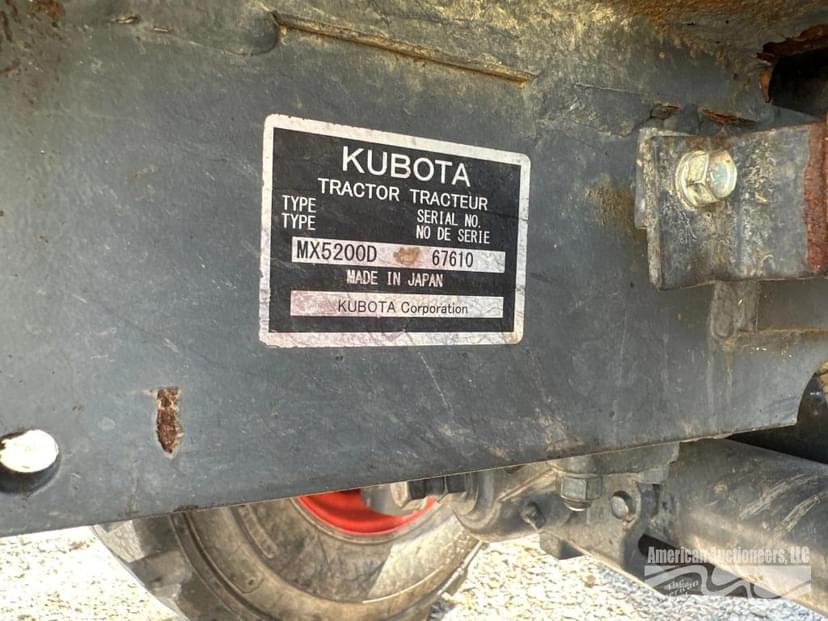 KUBOTA
TRACTOR TRACTEUR
TYPE SERIAL NO.
TYPE NO DE SERIE
MX5200D 67610
MADE IN JAPAN
KUBOTA Corporation
American Auctioneers, LLC